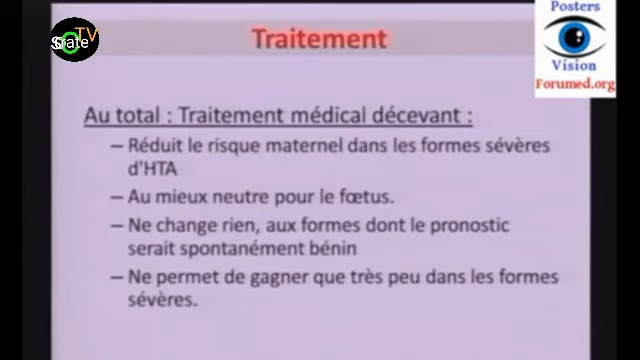 Traitement
Au total : Traitement médical décevant :
– Réduit le risque maternel dans les formes sévères
d'HTA
– Au mieux neutre pour le fœtus.
– Ne change rien, aux formes dont le pronostic
serait spontanément bénin
– Ne permet de gagner que très peu dans les formes
sévères.
TV
Posters
Vision
Forumed.org